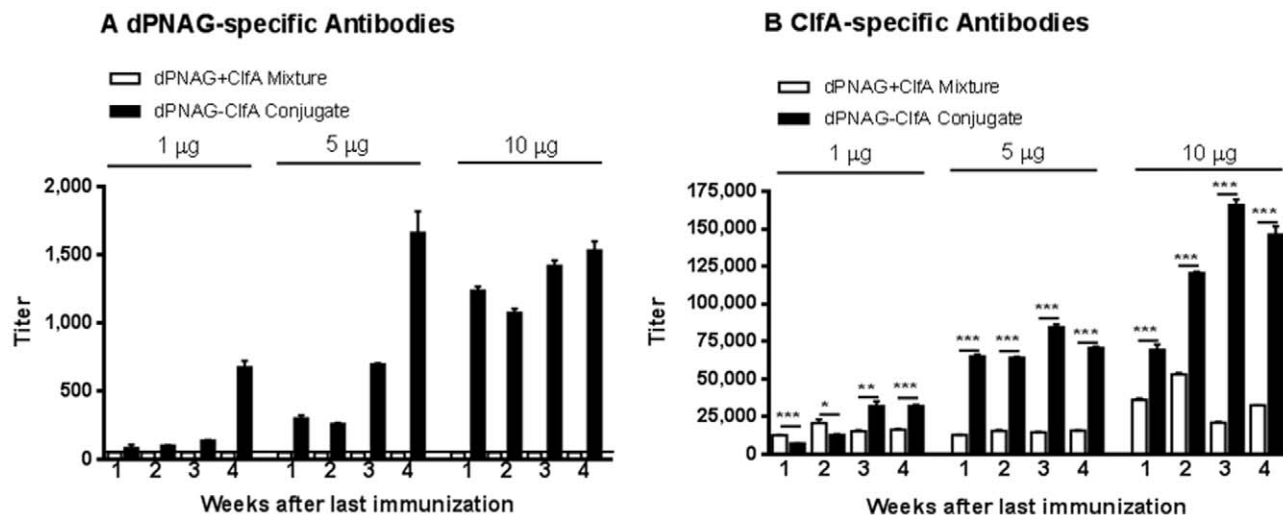 A dPNAG-specific Antibodies
dPNAG+ClfA Mixture
dPNAG-ClfA Conjugate
1 µg 5 µg 10 µg
2,000
1,500
1,000
500
0
Titer
1 2 3 4 1 2 3 4 1 2 3 4
Weeks after last immunization
B ClfA-specific Antibodies
dPNAG+ClfA Mixture
dPNAG-ClfA Conjugate
1 µg 5 µg 10 µg
175,000
150,000
125,000
100,000
75,000
50,000
25,000
0
Titer
*** * ** ***
*** *** *** ***
*** *** *** ***
1 2 3 4 1 2 3 4 1 2 3 4
Weeks after last immunization